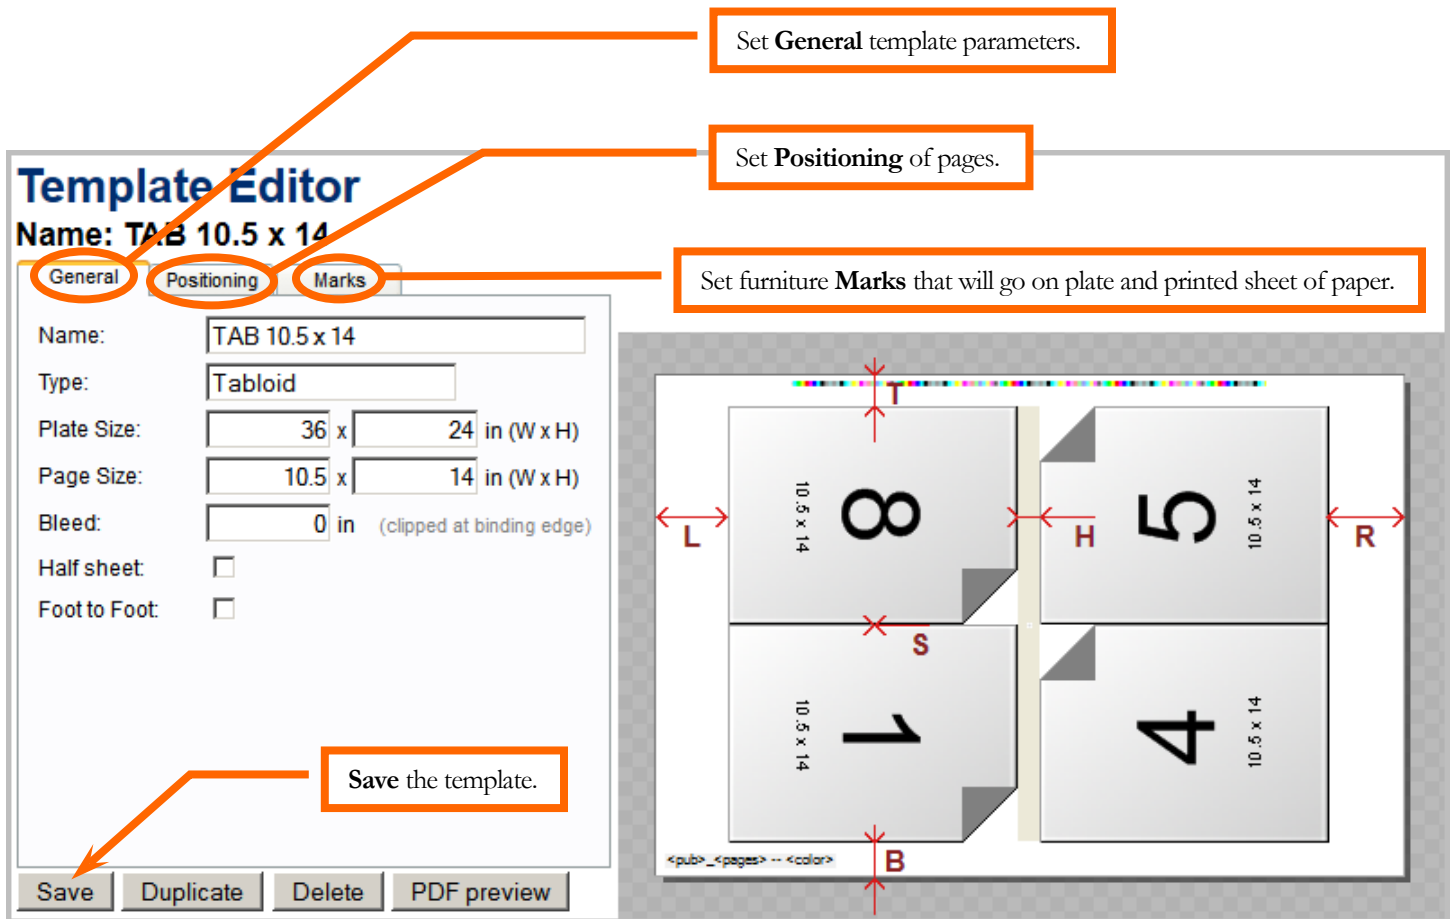 Set General template parameters.
Set Positioning of pages.
Template Editor
Name: TAB 10.5 x 14
General Positioning Marks
Set furniture Marks that will go on plate and printed sheet of paper.
Name: TAB 10.5 x 14
Type: Tabloid
Plate Size: 36 x 24 in (W x H)
Page Size: 10.5 x 14 in (W x H)
Bleed: 0 in (clipped at binding edge)
Half sheet:
Foot to Foot:
T
L 10.5 x 14 8 H 5 10.5 x 14 R
S
10.5 x 14 1 4 10.5 x 14
Save the template.
<pub>_<pages> -- <color> B
Save Duplicate Delete PDF preview